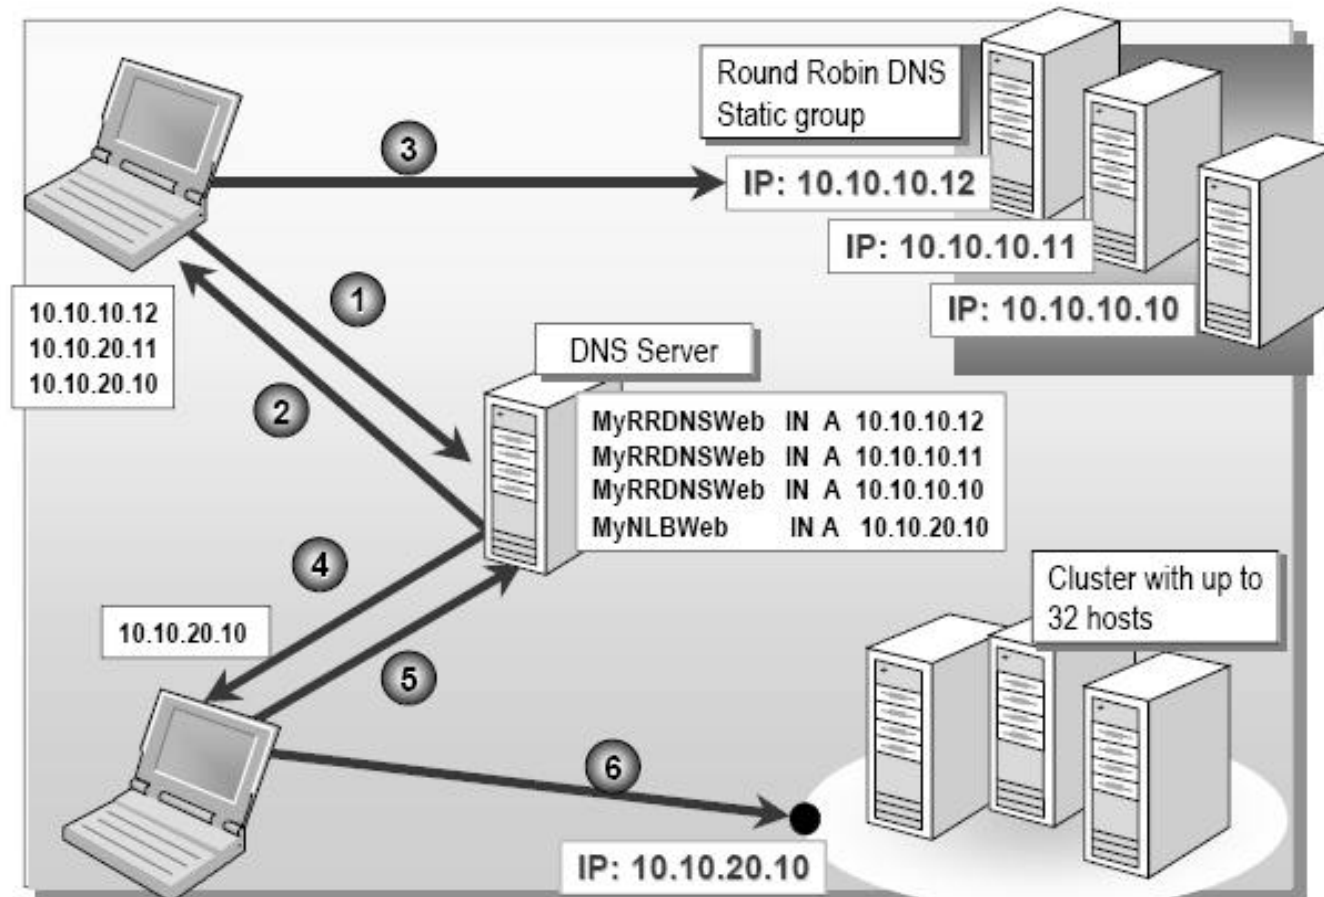 Round Robin DNS
Static group
3
IP: 10.10.10.12
IP: 10.10.10.11
IP: 10.10.10.10
1
10.10.10.12
10.10.20.11
10.10.20.10
2
DNS Server
MyRRDNSWeb IN A 10.10.10.12
MyRRDNSWeb IN A 10.10.10.11
MyRRDNSWeb IN A 10.10.10.10
MyNLBWeb IN A 10.10.20.10
4
10.10.20.10
5
Cluster with up to
32 hosts
6
IP: 10.10.20.10